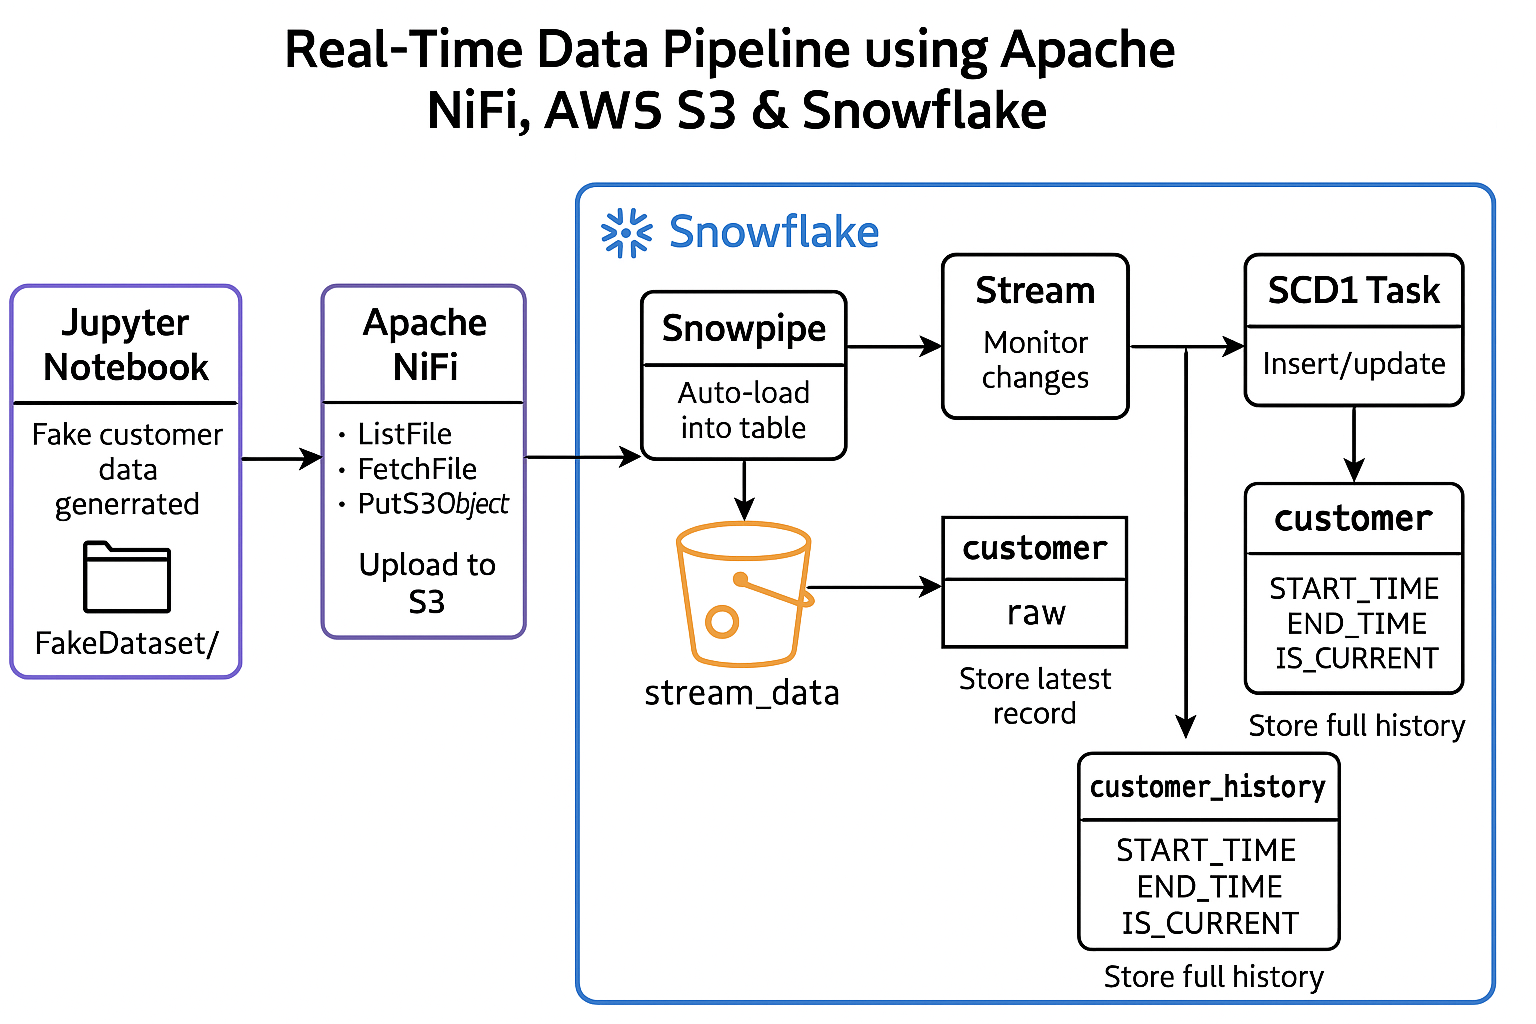 Real-Time Data Pipeline using Apache
NiFi, AWS S3 & Snowflake
Snowflake
Jupyter
Notebook
Fake customer
data
generrated
FakeDataset/
Apache
NiFi
· ListFile
· FetchFile
· PutS3Object
Upload to
S3
Snowpipe
Auto-load
into table
stream_data
Stream
Monitor
changes
customer
raw
Store latest
record
SCD1 Task
Insert/update
customer
START_TIME
END_TIME
IS_CURRENT
Store full history
customer_history
START_TIME
END_TIME
IS_CURRENT
Store full history